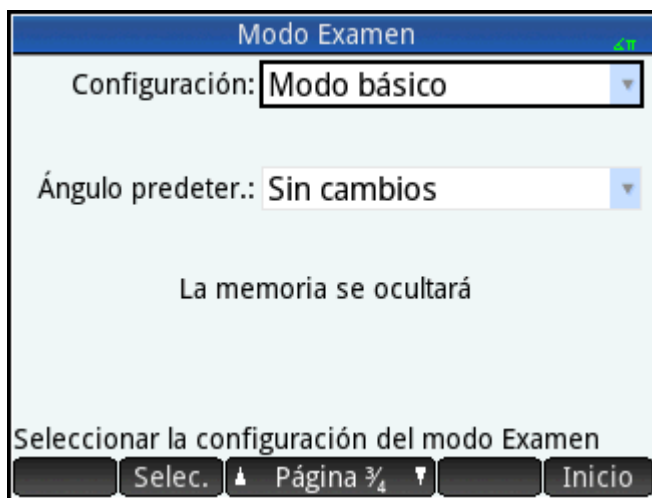 Modo Examen
∡π
Configuración: Modo básico
Ángulo predeter.: Sin cambios
La memoria se ocultará
Seleccionar la configuración del modo Examen
Selec. Página ¾ Inicio